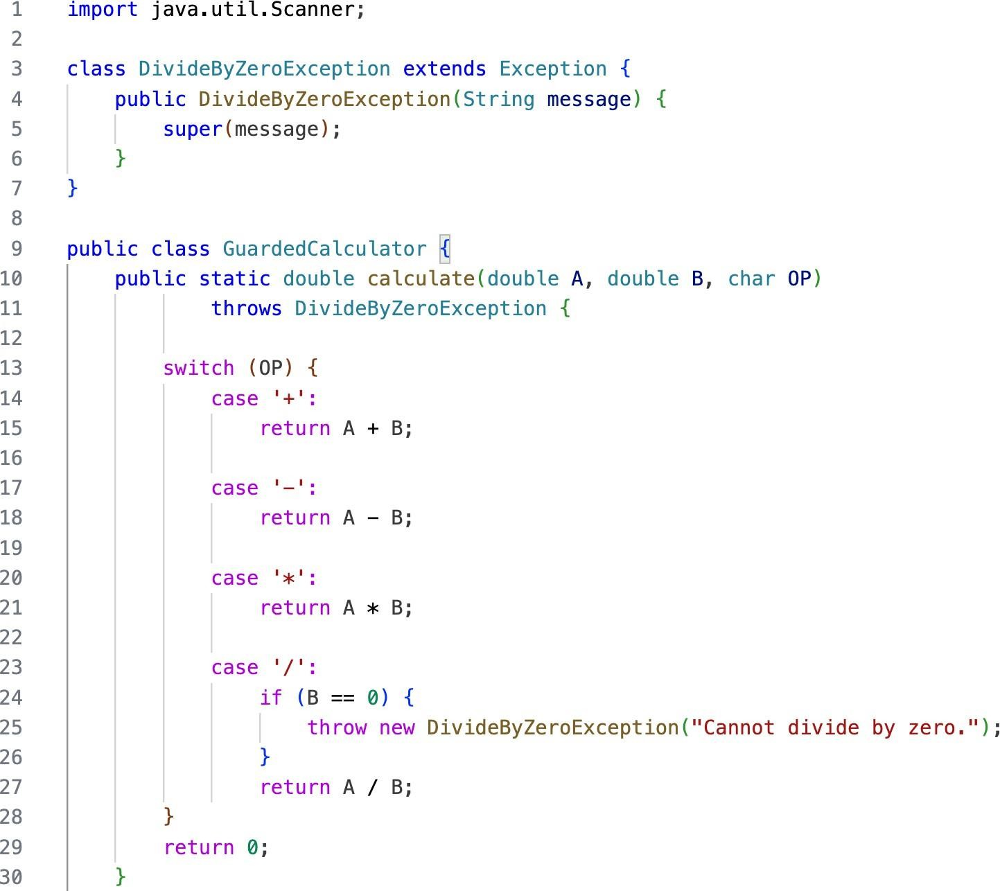 1 import java.util.Scanner;
2
3 class DivideByZeroException extends Exception {
4     public DivideByZeroException(String message) {
5         super(message);
6     }
7 }
8
9 public class GuardedCalculator {
10     public static double calculate(double A, double B, char OP)
11             throws DivideByZeroException {
12
13         switch (OP) {
14             case '+':
15                 return A + B;
16
17             case '-':
18                 return A - B;
19
20             case '*':
21                 return A * B;
22
23             case '/':
24                 if (B == 0) {
25                     throw new DivideByZeroException("Cannot divide by zero.");
26                 }
27                 return A / B;
28         }
29         return 0;
30     }